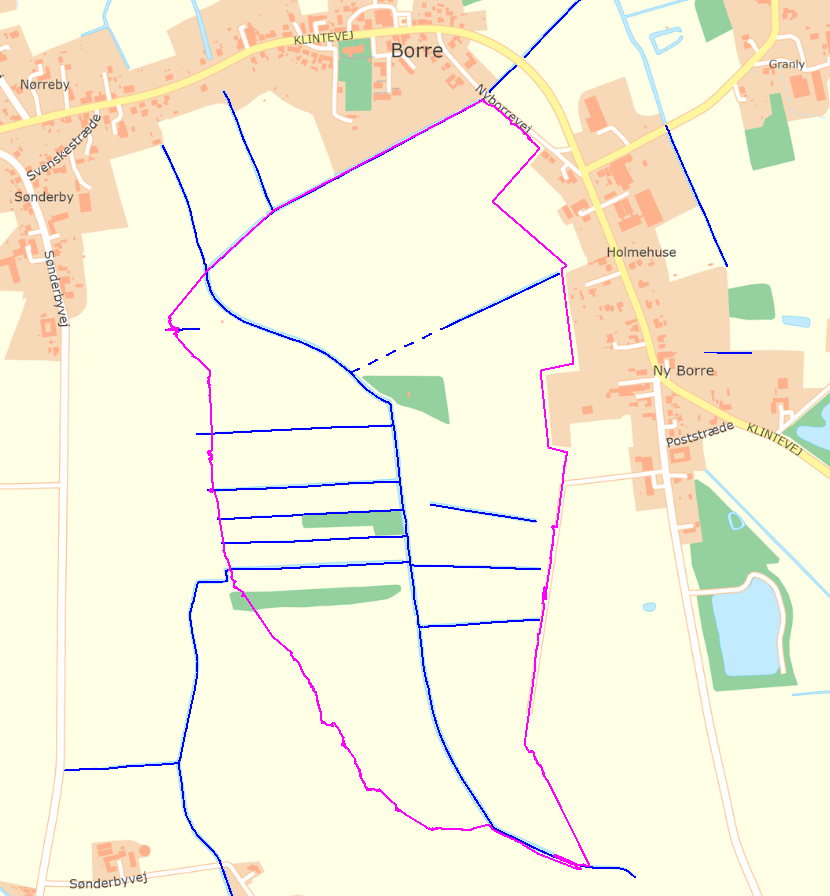 KLINTEVEJ
Borre
Granly
Nørreby
Nyborrevej
Svenskestræde
Sønderby
Holmehuse
Sønderbyvej
Ny Borre
Poststræde
KLINTEVEJ
Sønderbyvej